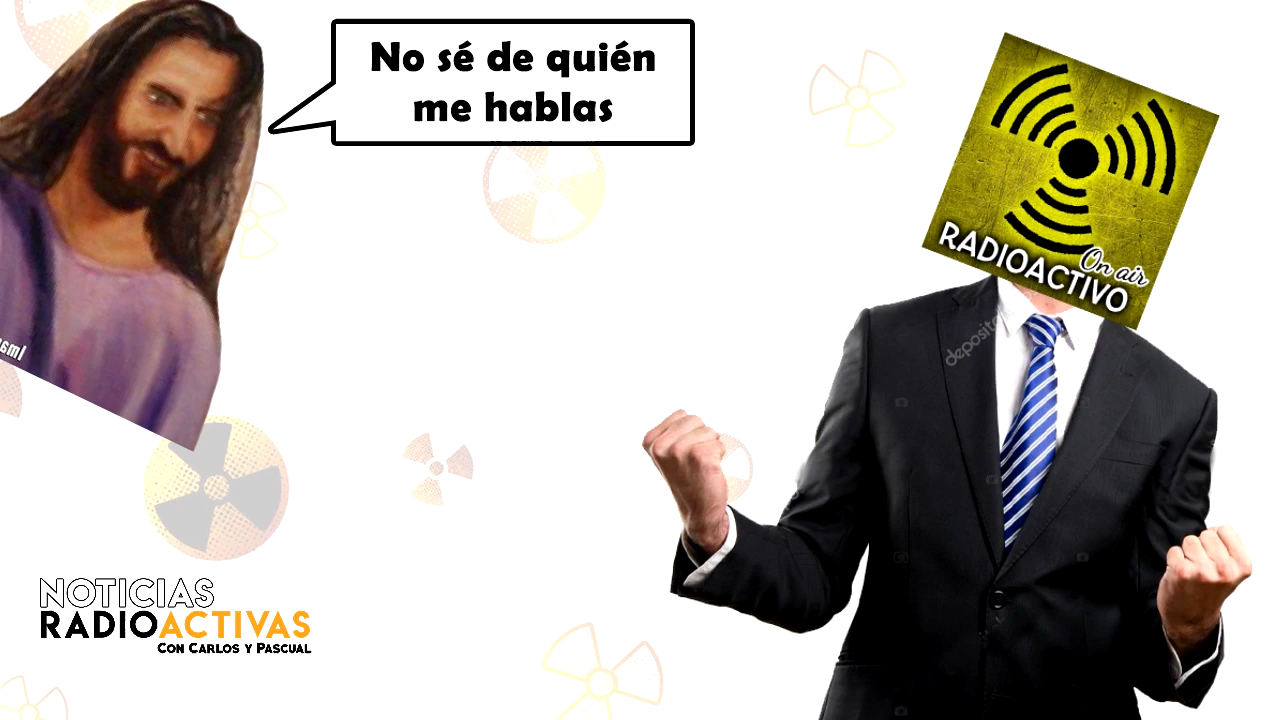 No sé de quién
me hablas
RADIOACTIVO
On air
NOTICIAS
RADIOACTIVAS
CON CARLOS Y PASCUAL